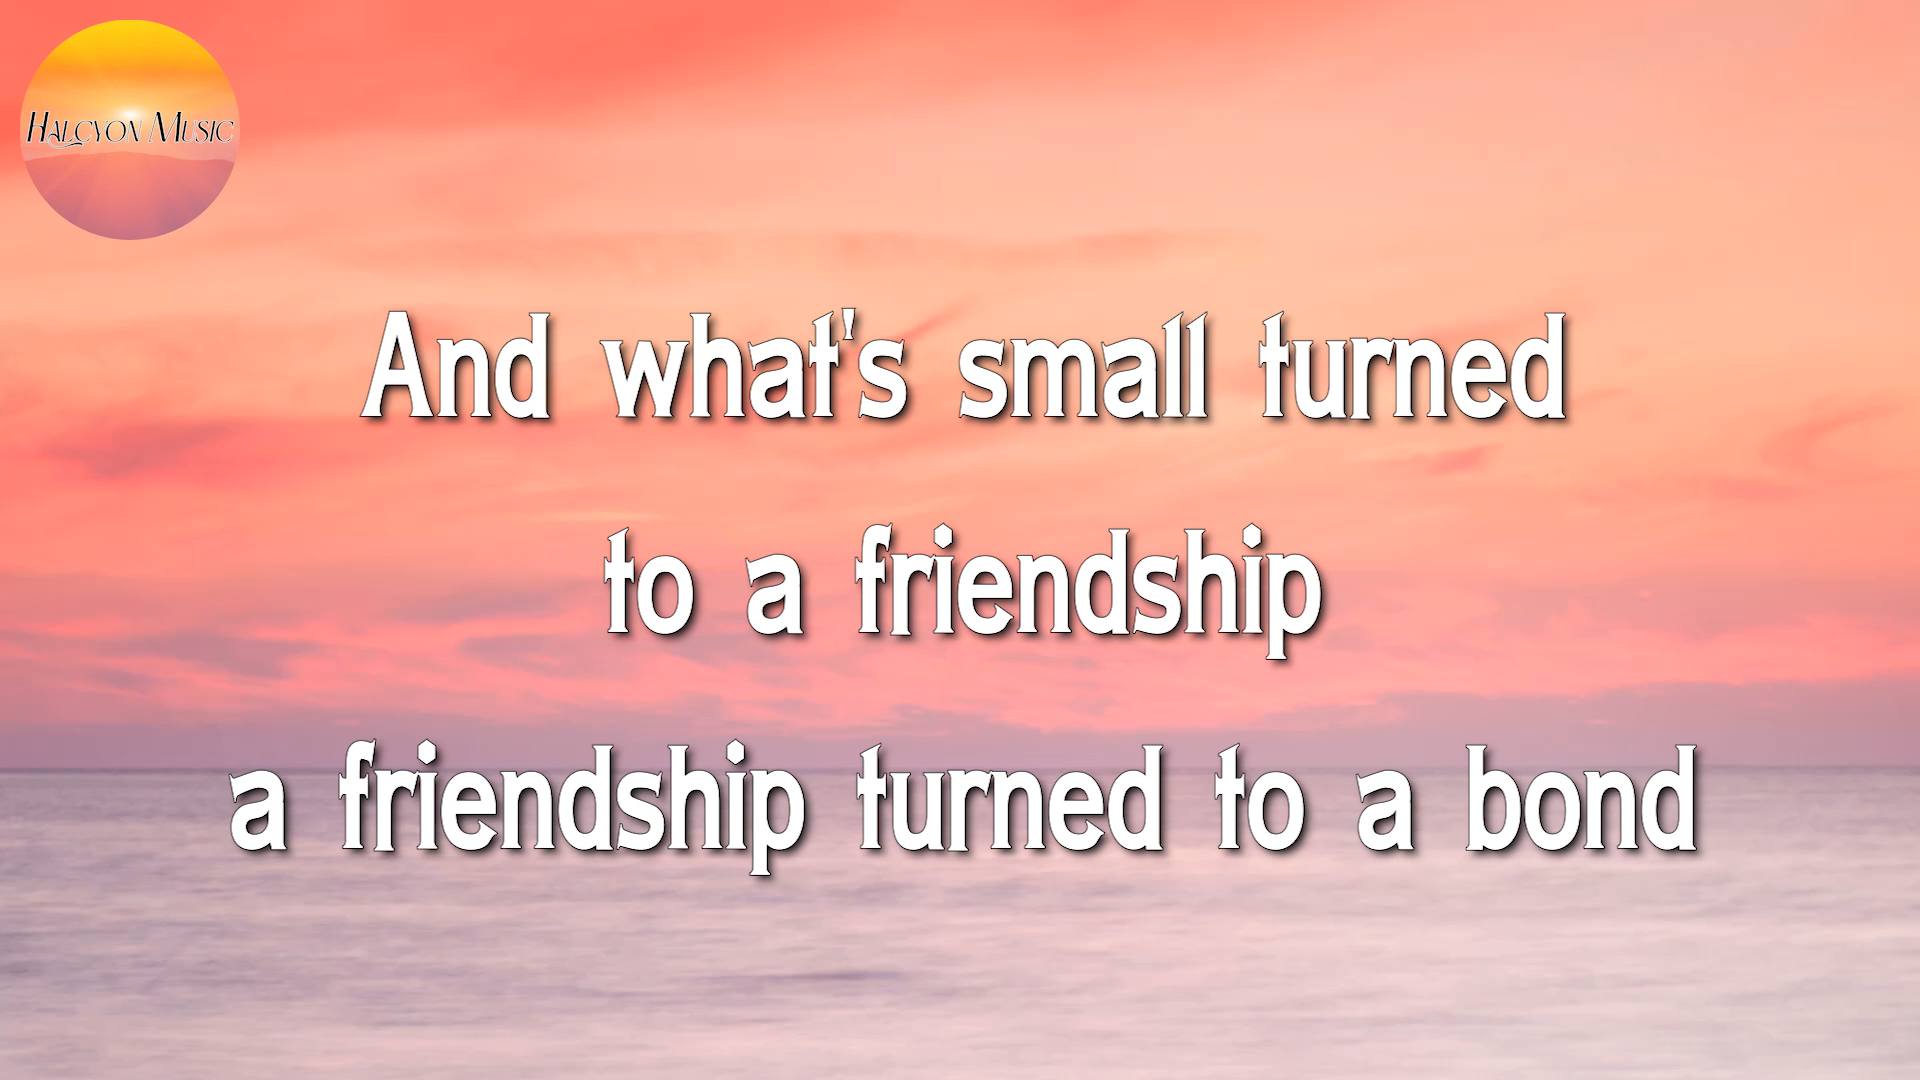 Halcyon Music
And what's small turned
to a friendship
a friendship turned to a bond